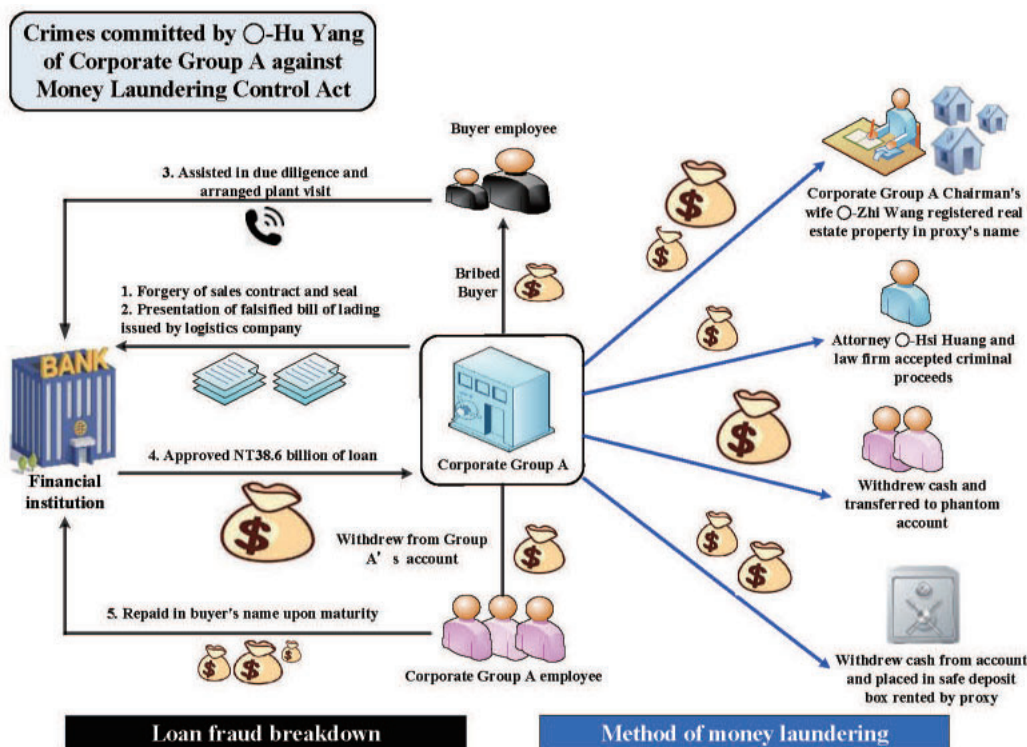 Crimes committed by ○-Hu Yang
of Corporate Group A against
Money Laundering Control Act
Buyer employee
3. Assisted in due diligence and
arranged plant visit
Bribed
Buyer
1. Forgery of sales contract and seal
2. Presentation of falsified bill of lading
issued by logistics company
BANK
Financial
institution
4. Approved NT38.6 billion of loan
Corporate Group A
Withdrew from Group
A's account
5. Repaid in buyer's name upon maturity
Corporate Group A employee
Loan fraud breakdown
Corporate Group A Chairman's
wife ○-Zhi Wang registered real
estate property in proxy's name
Attorney ○-Hsi Huang and
law firm accepted criminal
proceeds
Withdrew cash and
transferred to phantom
account
Withdrew cash from account
and placed in safe deposit
box rented by proxy
Method of money laundering